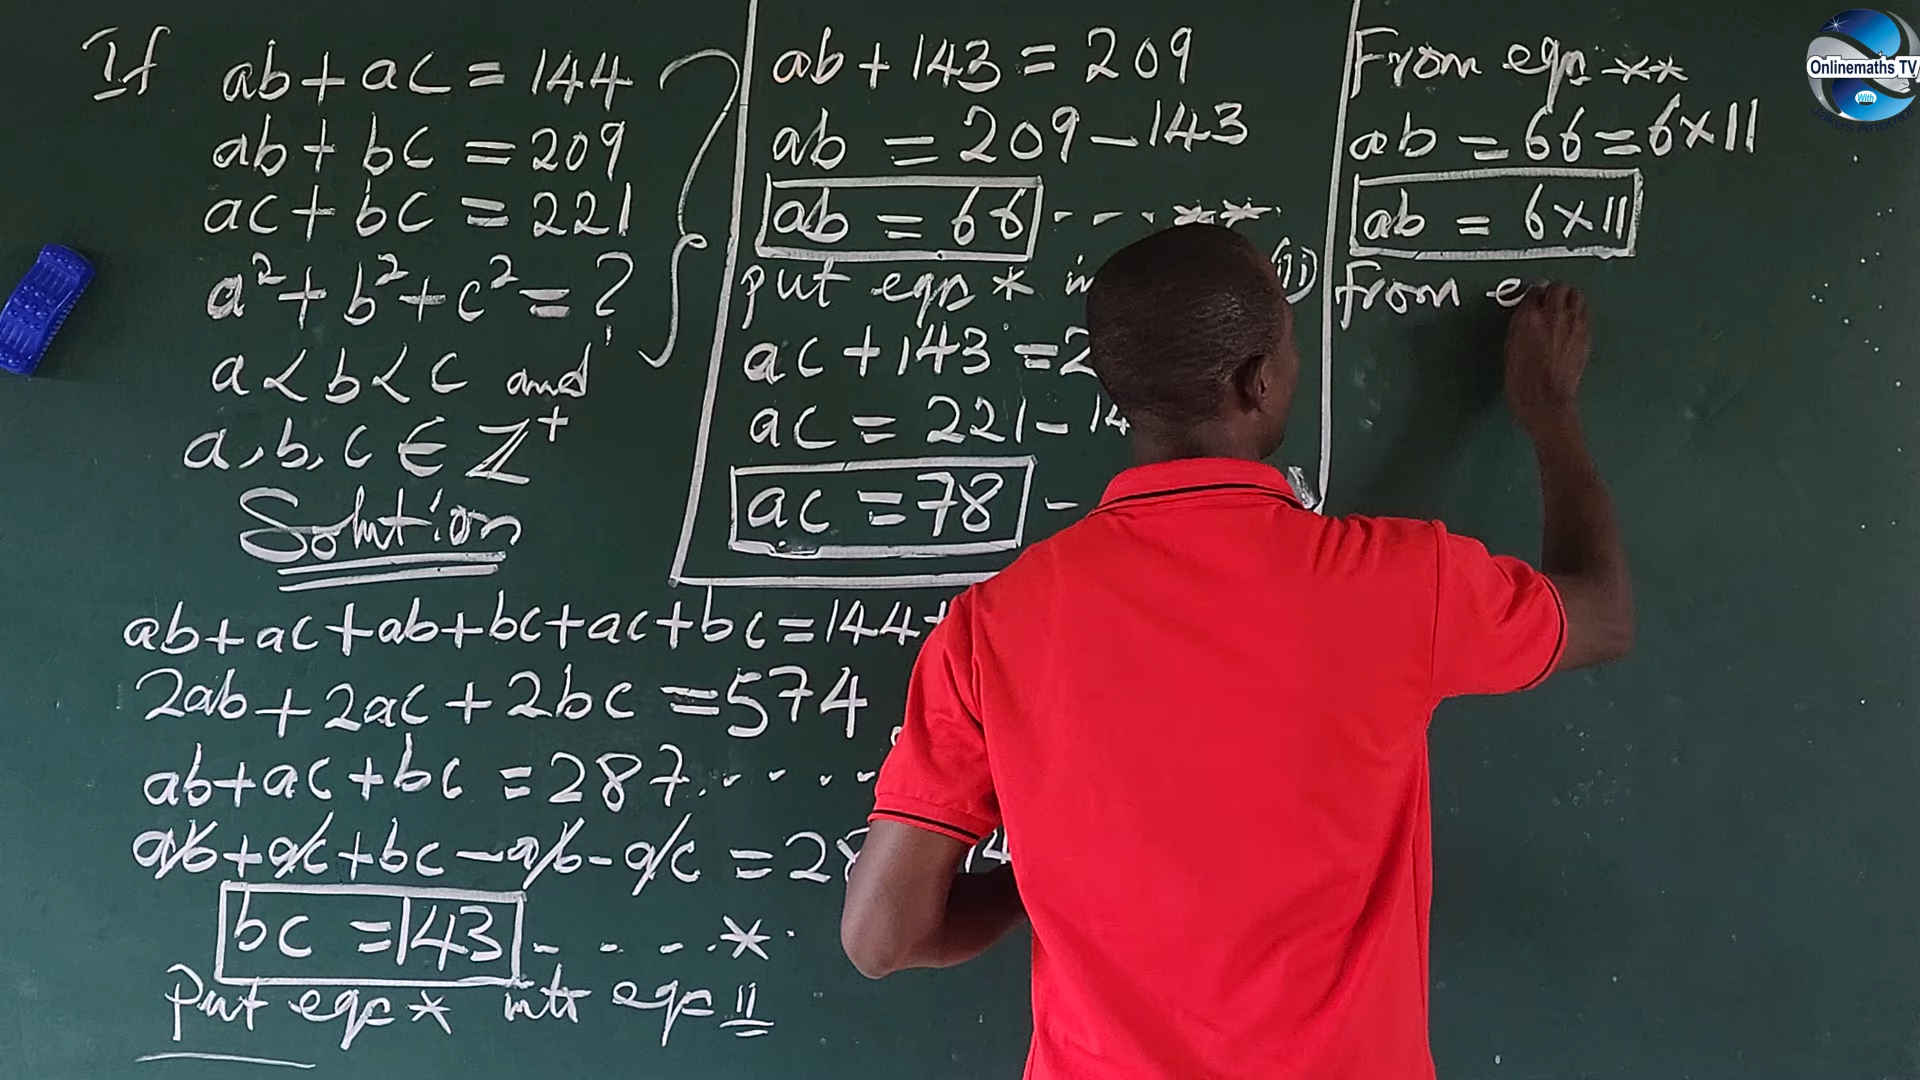 If ab+ac=144
ab+bc=209
ac+bc=221
a²+b²+c²=?
a<b<c and
a,b,c∈ℤ⁺
Solution
ab+ac+ab+bc+ac+bc=144+
2ab+2ac+2bc=574
ab+ac+bc=287.....
ab+ac+bc-ab-ac=28
bc=143 ----*
Put eqn * into eqn ii
ab+143=209
ab=209-143
ab=66 ---**
put eqn *
ac+143=2
ac=221-14
ac=78 -
From eqn **
ab=66=6×11
ab=6×11
From e
Onlinemaths TV
With